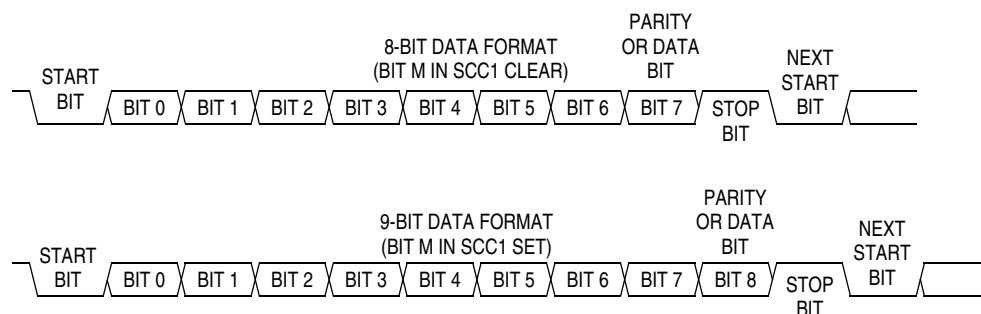 PARITY
OR DATA
BIT
8-BIT DATA FORMAT
(BIT M IN SCC1 CLEAR)
NEXT
START
BIT
START
BIT
BIT 0 BIT 1 BIT 2 BIT 3 BIT 4 BIT 5 BIT 6 BIT 7
STOP
BIT
PARITY
OR DATA
BIT
9-BIT DATA FORMAT
(BIT M IN SCC1 SET)
NEXT
START
BIT
START
BIT
BIT 0 BIT 1 BIT 2 BIT 3 BIT 4 BIT 5 BIT 6 BIT 7 BIT 8
STOP
BIT